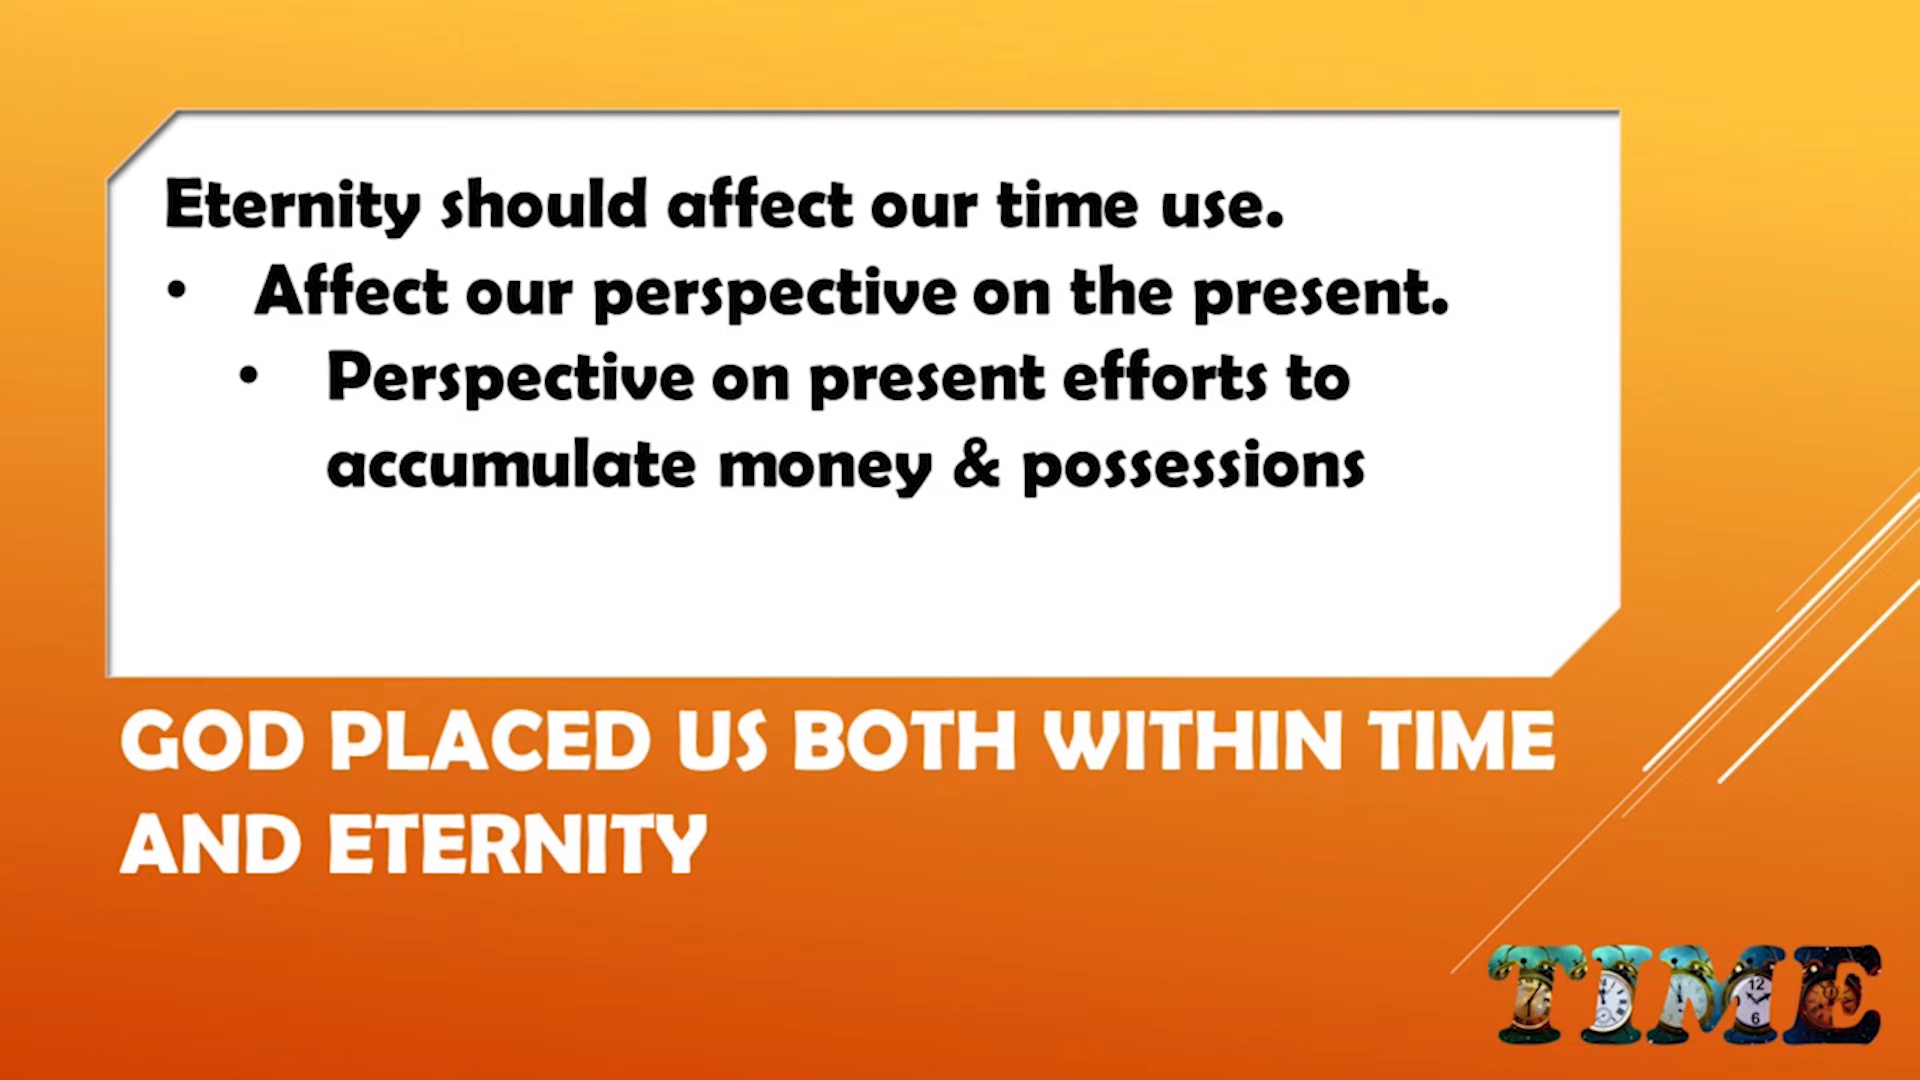 Eternity should affect our time use.
• Affect our perspective on the present.
• Perspective on present efforts to
accumulate money & possessions
GOD PLACED US BOTH WITHIN TIME
AND ETERNITY
TIME